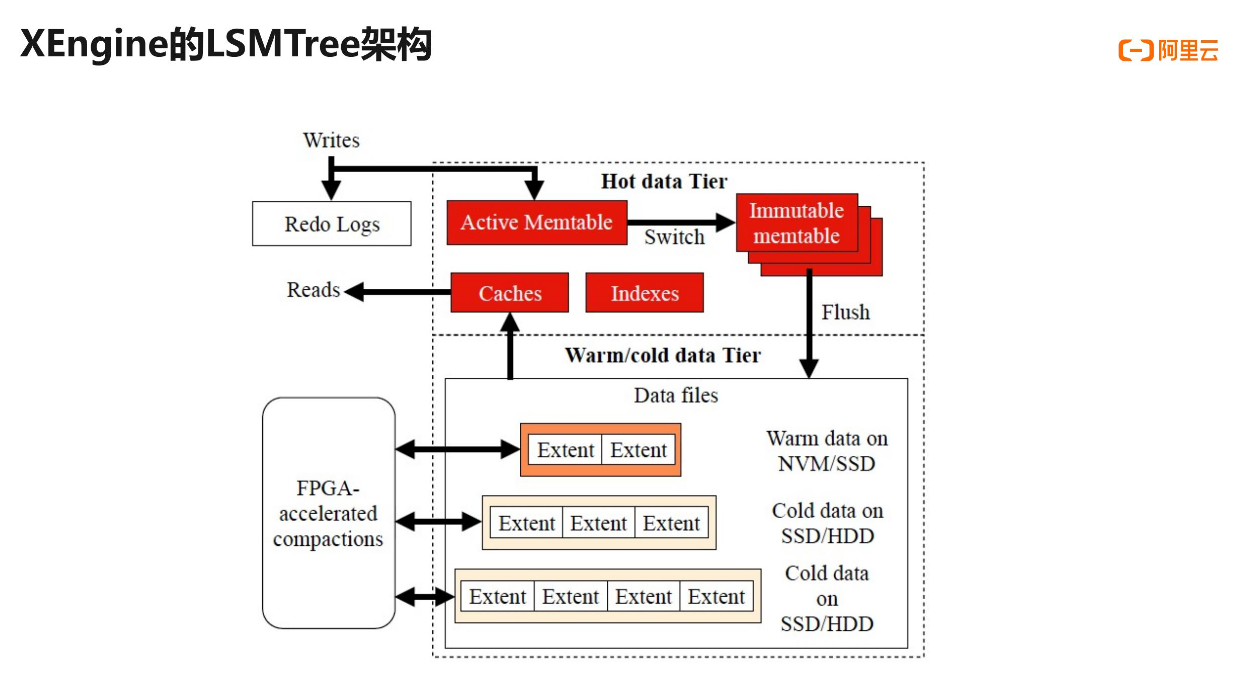 XEngine的LSMTree架构
阿里云
Writes
Hot data Tier
Redo Logs
Active Memtable
Switch
Immutable
memtable
Reads
Caches
Indexes
Flush
Warm/cold data Tier
Data files
FPGA-
accelerated
compactions
Extent Extent
Warm data on
NVM/SSD
Extent Extent Extent
Cold data on
SSD/HDD
Extent Extent Extent Extent
Cold data
on
SSD/HDD